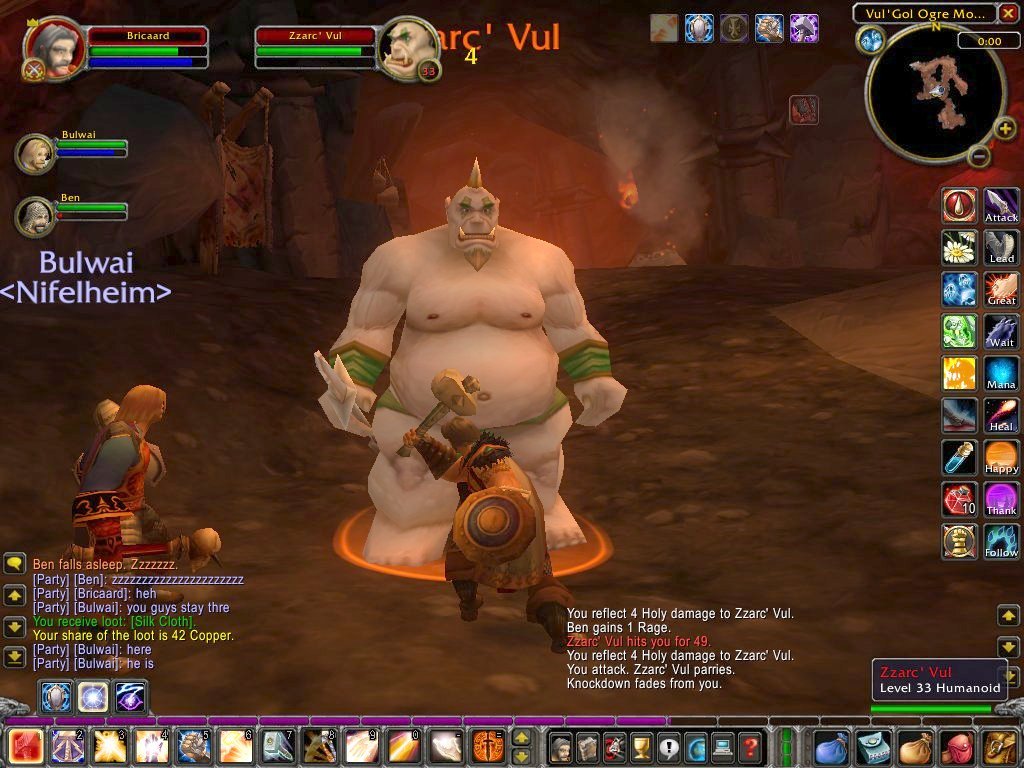 Bricaard
Zzarc' Vul
33
arc' Vul
4
Vul'Gol Ogre Mo...
N
0:00
Bulwai
Ben
Bulwai
<Nifelheim>
Attack
Lead
Great
Wait
Mana
Heal
Happy
10
Thank
Follow
Ben falls asleep. Zzzzzzz.
[Party] [Ben]: zzzzzzzzzzzzzzzzzzzzzzz
[Party] [Bricaard]: heh
[Party] [Bulwai]: you guys stay thre
You receive loot: [Silk Cloth].
Your share of the loot is 42 Copper.
[Party] [Bulwai]: here
[Party] [Bulwai]: he is
You reflect 4 Holy damage to Zzarc' Vul.
Ben gains 1 Rage.
Zzarc' Vul hits you for 49.
You reflect 4 Holy damage to Zzarc' Vul.
You attack. Zzarc' Vul parries.
Knockdown fades from you.
Zzarc' Vul
Level 33 Humanoid
1 2 3 4 5 6 7 8 9 0 - =